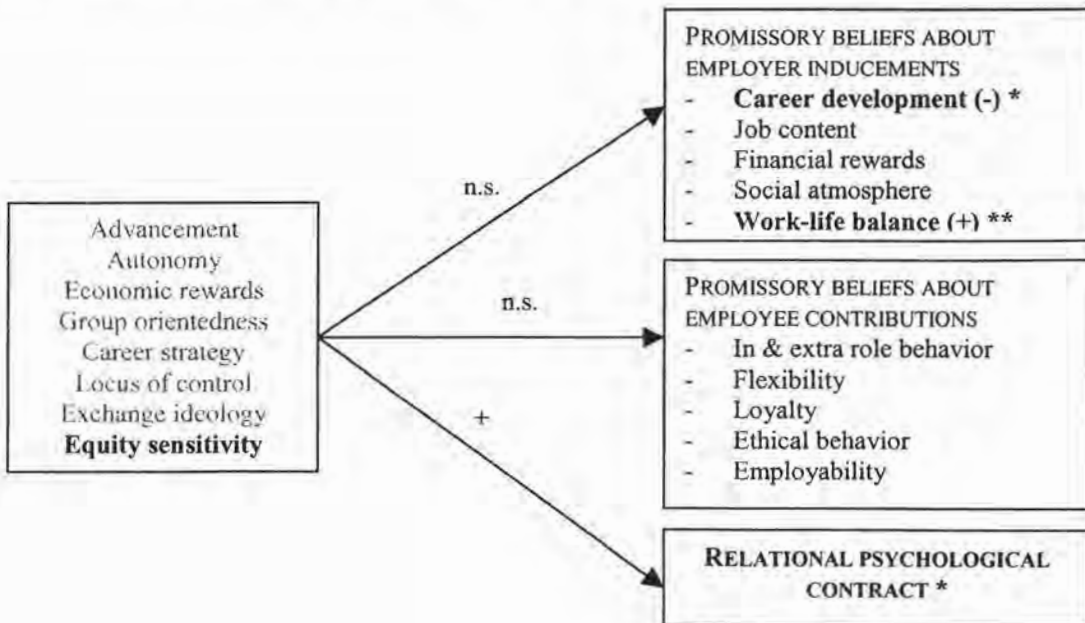 Advancement
Autonomy
Economic rewards
Group orientedness
Career strategy
Locus of control
Exchange ideology
Equity sensitivity
n.s.
n.s.
+
PROMISSORY BELIEFS ABOUT
EMPLOYER INDUCEMENTS
- Career development (-) *
- Job content
- Financial rewards
- Social atmosphere
- Work-life balance (+) **
PROMISSORY BELIEFS ABOUT
EMPLOYEE CONTRIBUTIONS
- In & extra role behavior
- Flexibility
- Loyalty
- Ethical behavior
- Employability
RELATIONAL PSYCHOLOGICAL
CONTRACT *